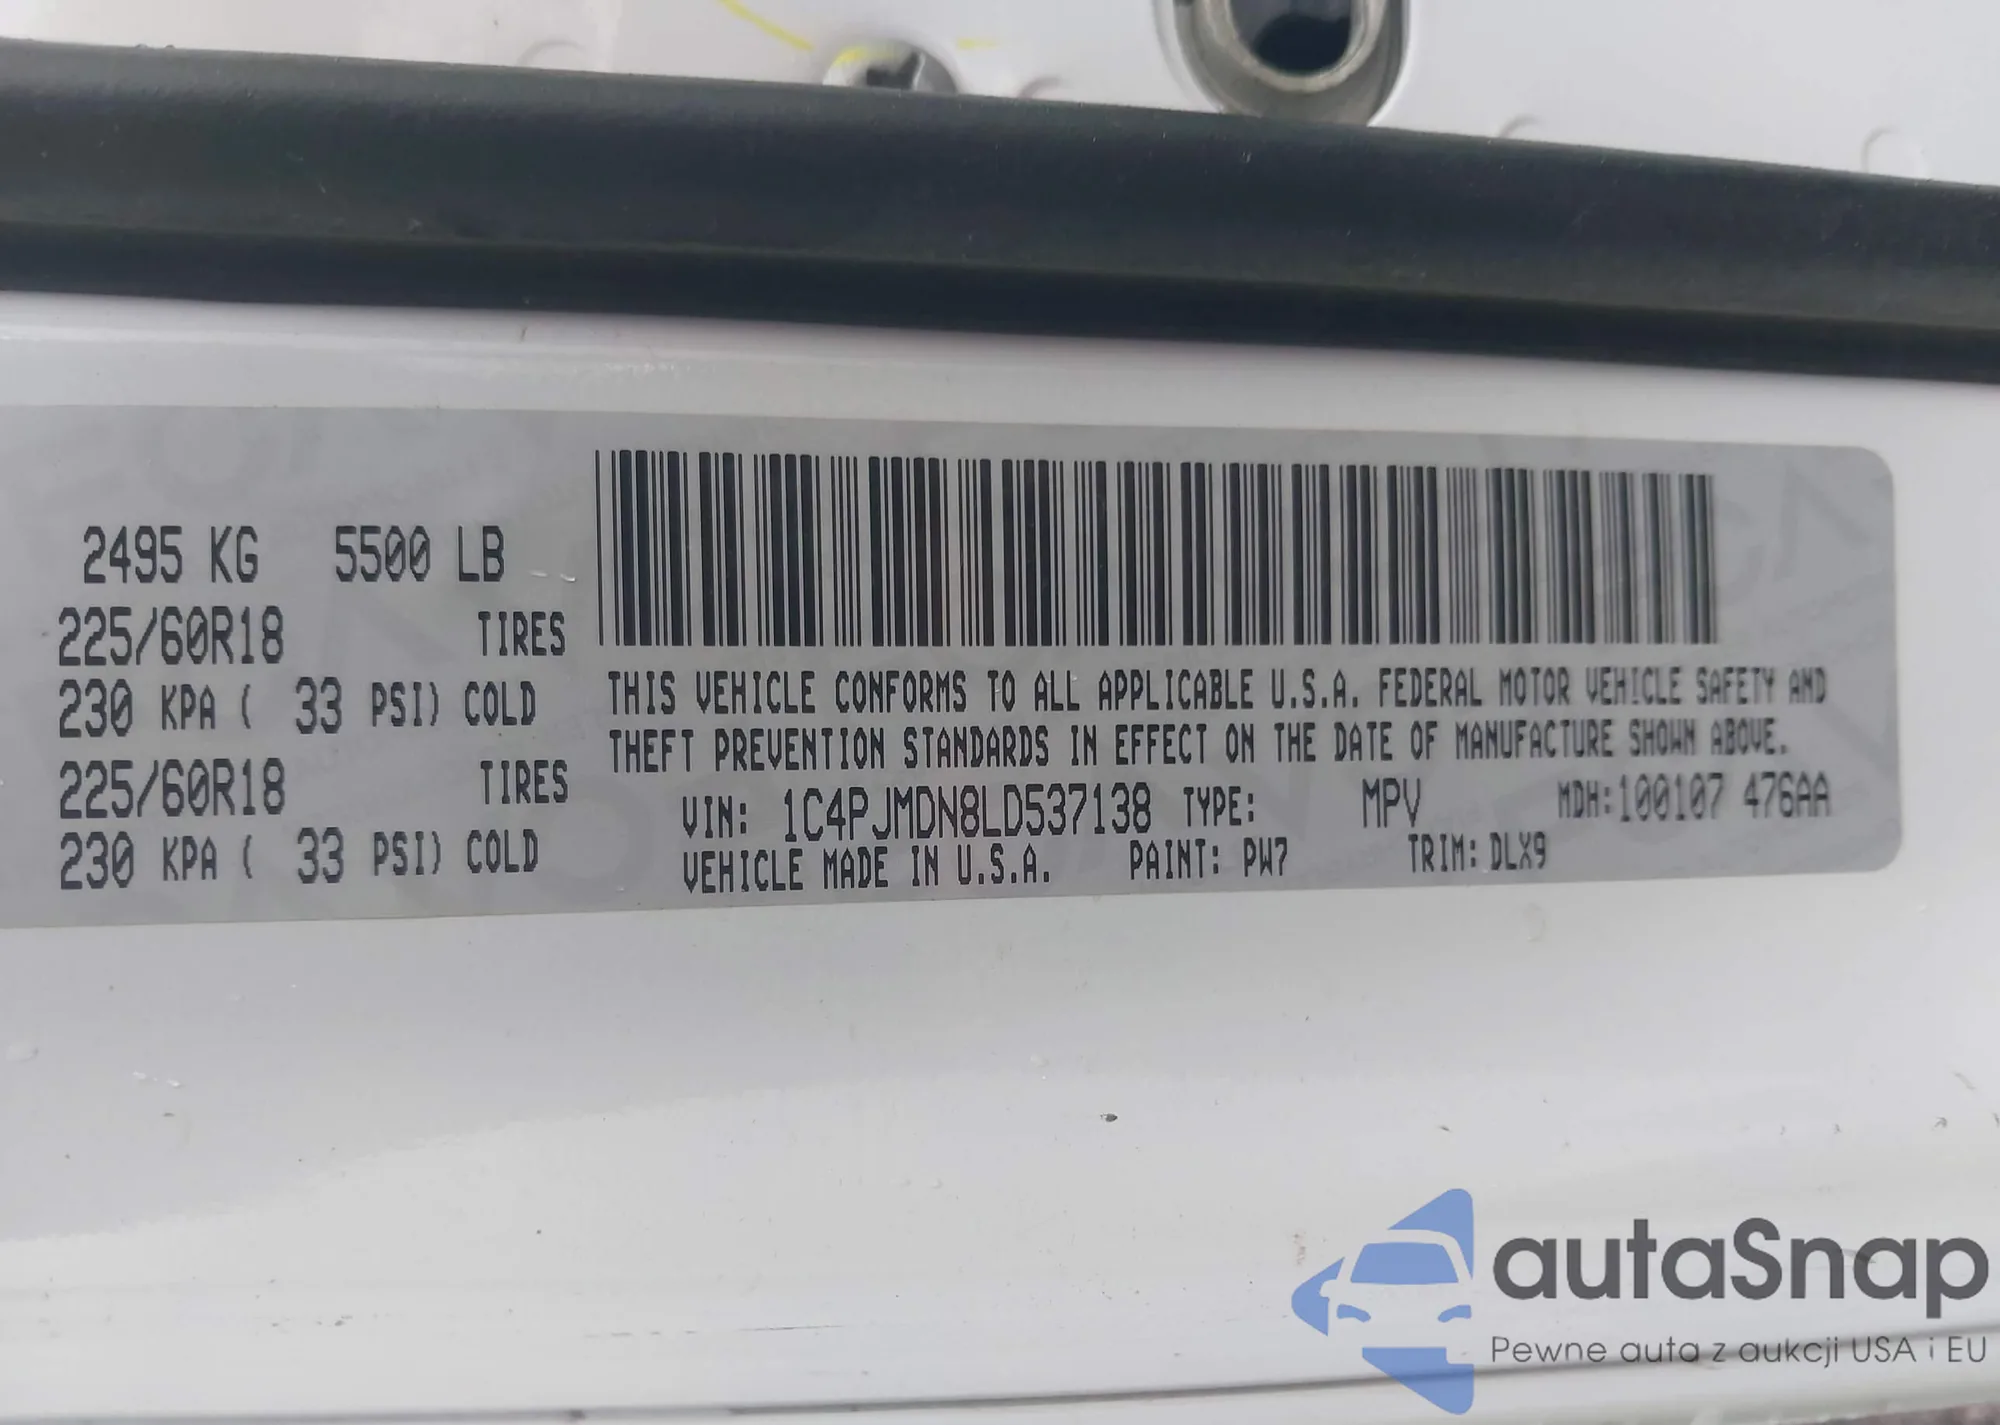 2495 KG 5500 LB
225/60R18 TIRES
230 KPA ( 33 PSI) COLD
225/60R18 TIRES
230 KPA ( 33 PSI) COLD
THIS VEHICLE CONFORMS TO ALL APPLICABLE U.S.A. FEDERAL MOTOR VEHICLE SAFETY AND
THEFT PREVENTION STANDARDS IN EFFECT ON THE DATE OF MANUFACTURE SHOWN ABOVE.
VIN: 1C4PJMDN8LD537138 TYPE: MPV MDH:100107 476AA
VEHICLE MADE IN U.S.A. PAINT: PW7 TRIM: DLX9
autaSnap
Pewne auta z aukcji USA i EU